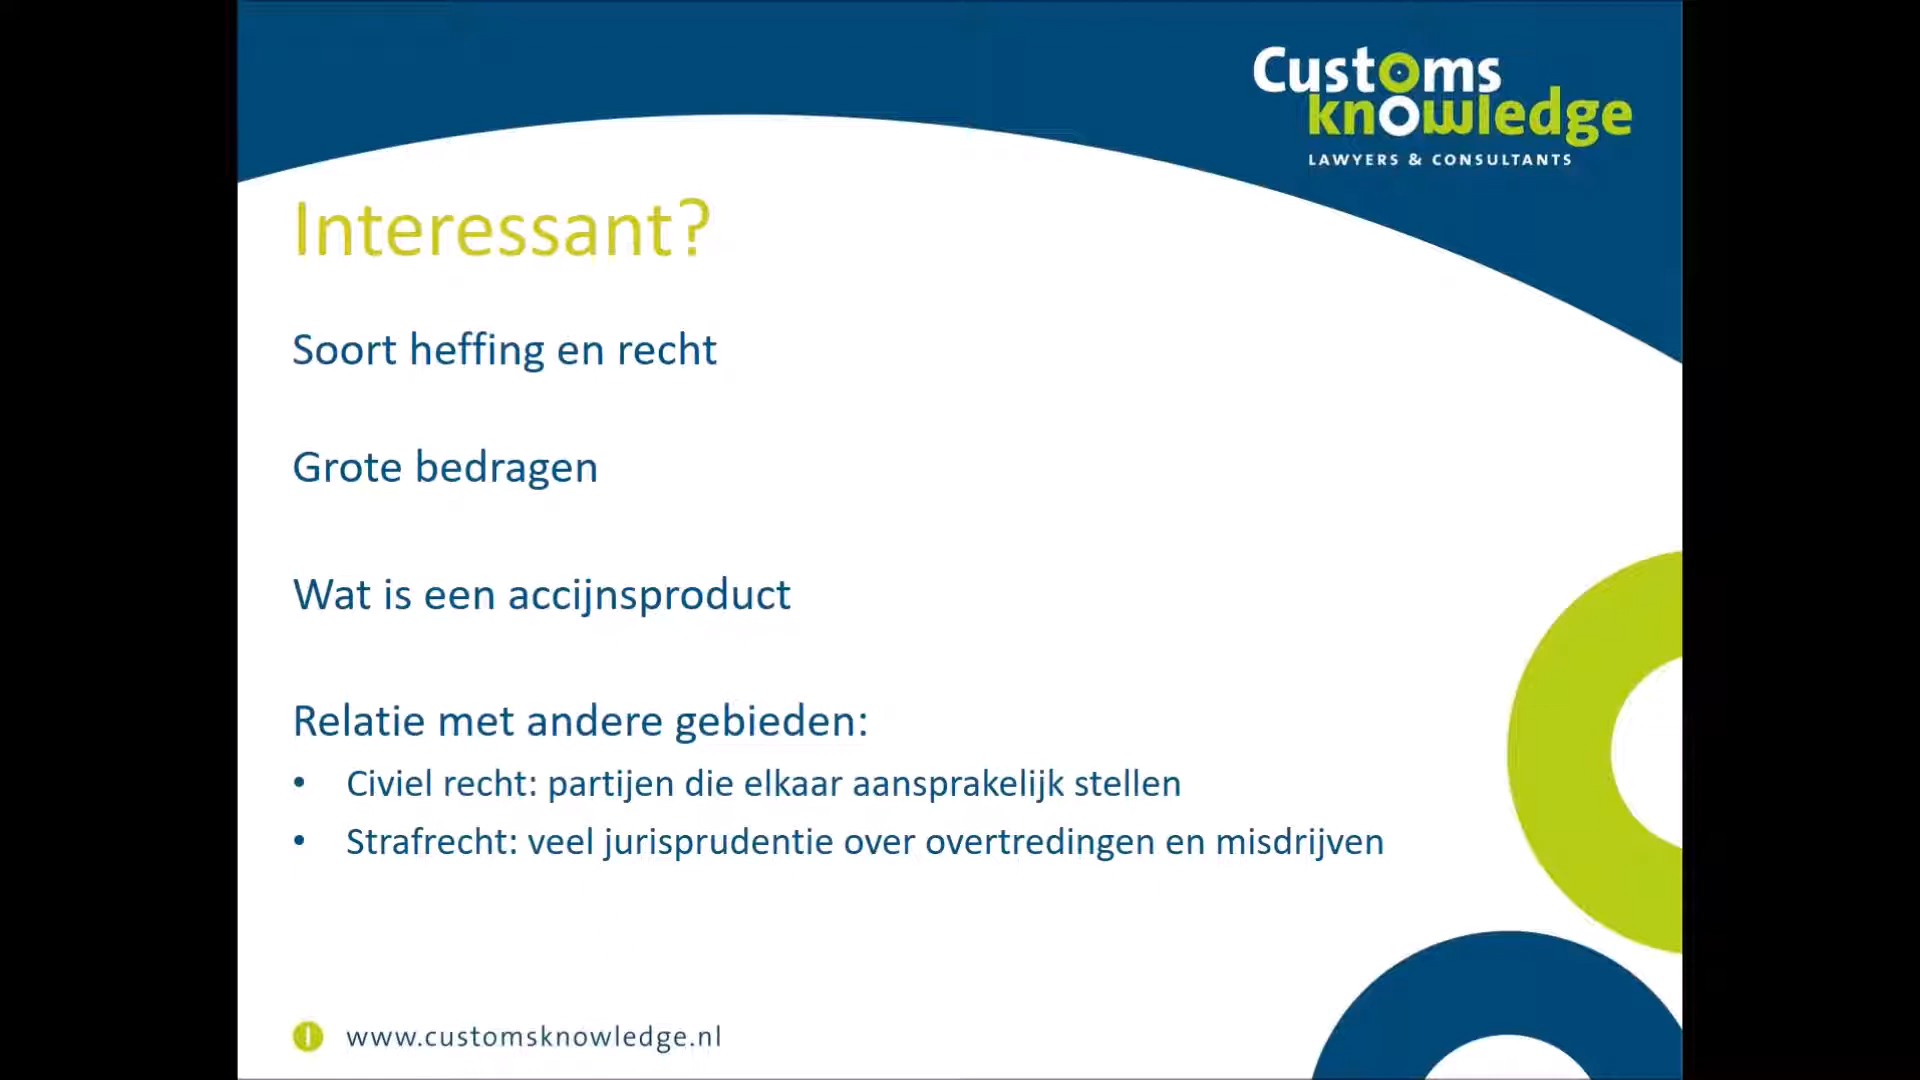 Customs
knowledge
LAWYERS & CONSULTANTS
Interessant?
Soort heffing en recht
Grote bedragen
Wat is een accijnsproduct
Relatie met andere gebieden:
• Civiel recht: partijen die elkaar aansprakelijk stellen
• Strafrecht: veel jurisprudentie over overtredingen en misdrijven
www.customsknowledge.nl